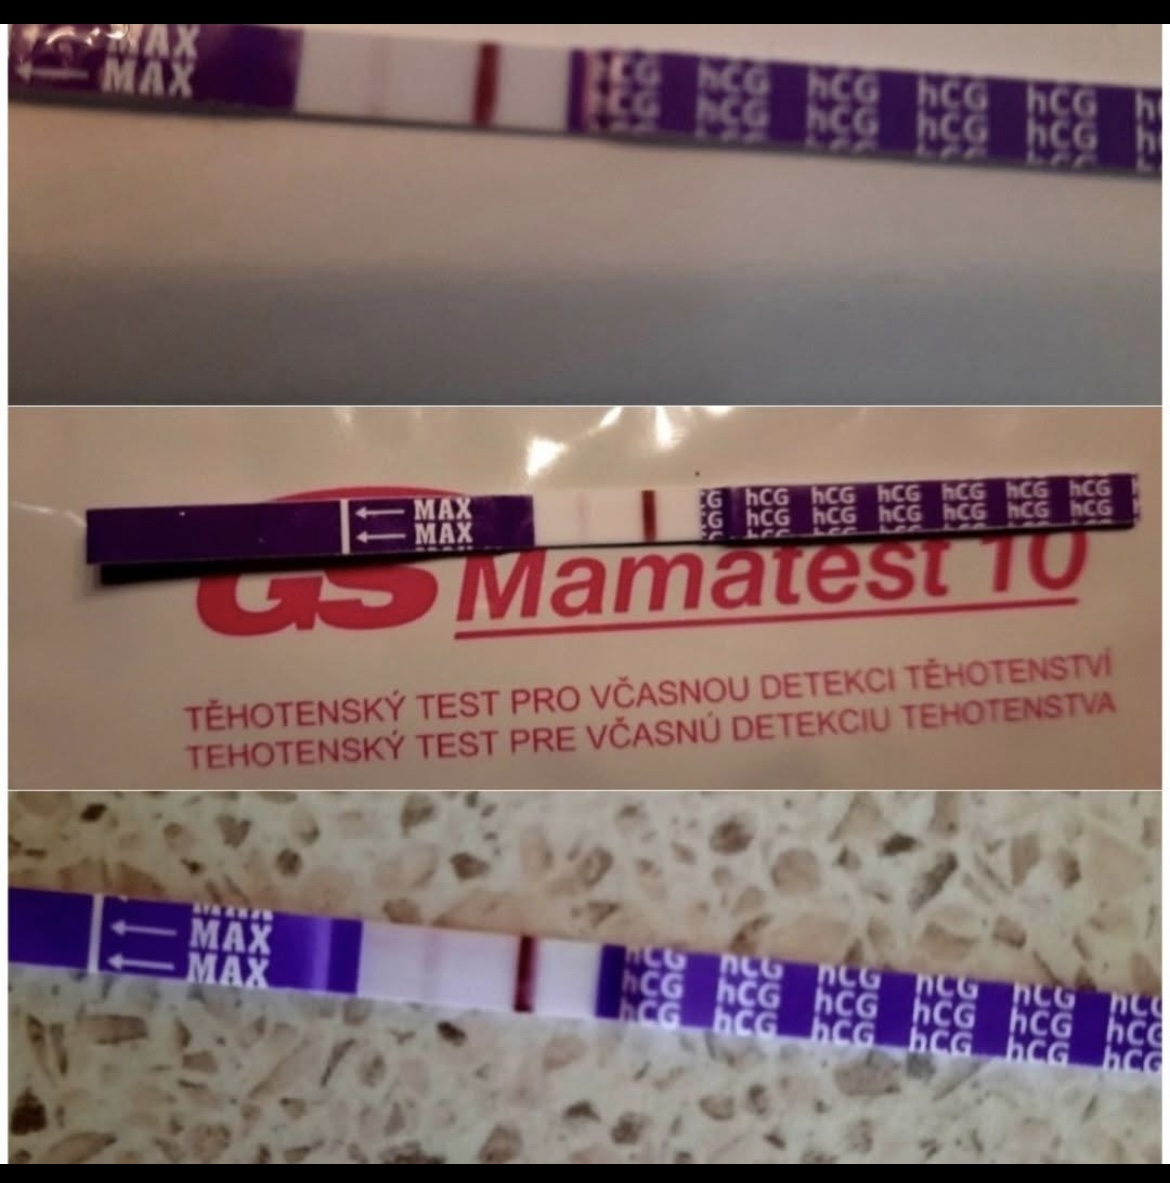 MAX
MAX
hCG hCG hCG hCG hCG
hCG hCG hCG hCG hCG
← MAX
← MAX
CG hCG hCG hCG hCG hCG hCG
CG hCG hCG hCG hCG hCG hCG
GS Mamatest 10
TĚHOTENSKÝ TEST PRO VČASNOU DETEKCI TĚHOTENSTVÍ
TEHOTENSKÝ TEST PRE VČASNÚ DETEKCIU TEHOTENSTVA
← MAX
← MAX
hCG hCG hCG hCG hCG hCG
hCG hCG hCG hCG hCG hCG
hCG hCG hCG hCG hCG hCG